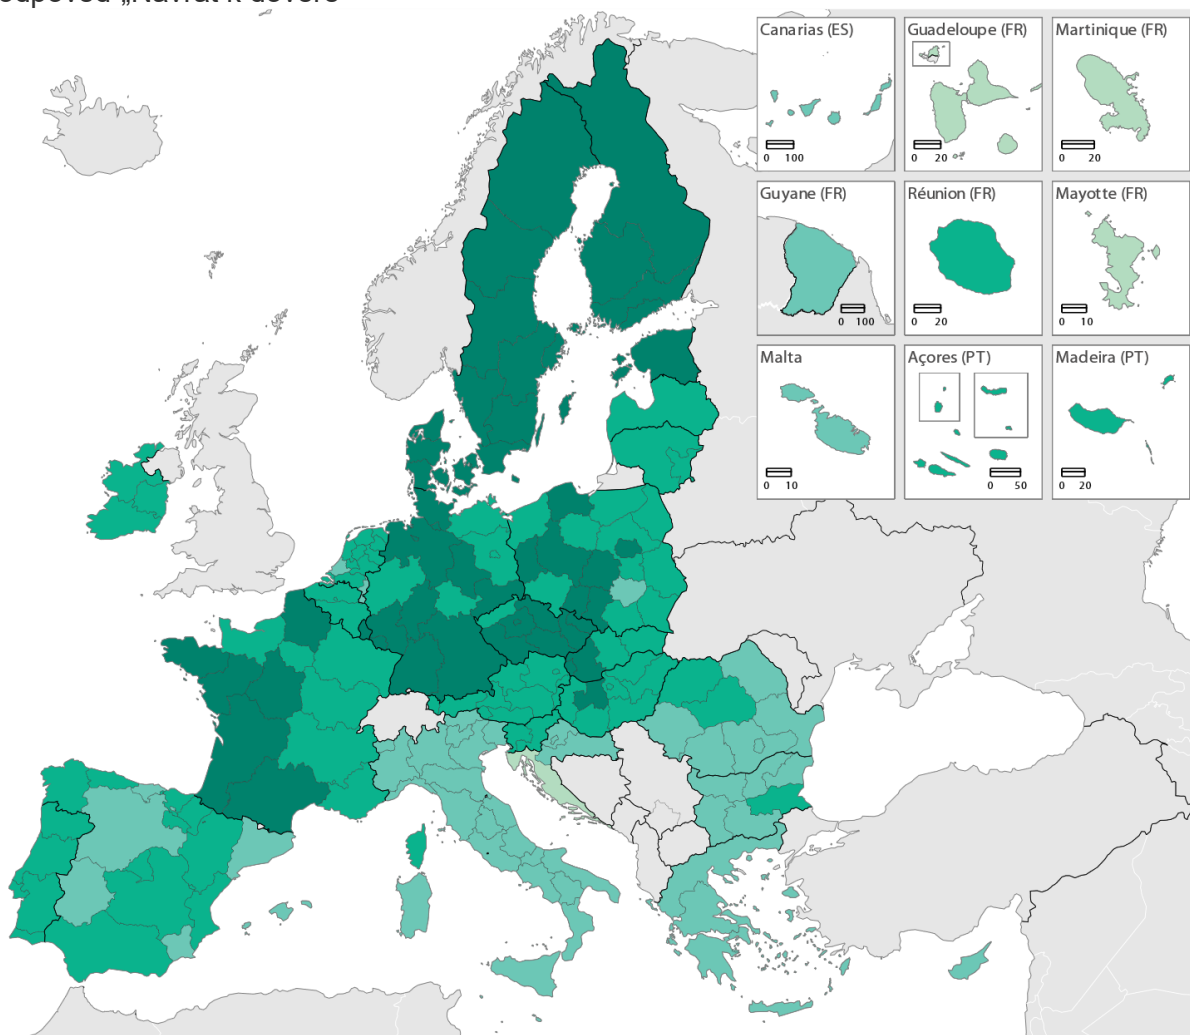 Canarias (ES)
0 100
Guadeloupe (FR)
0 20
Martinique (FR)
0 20
Guyane (FR)
0 100
Réunion (FR)
0 20
Mayotte (FR)
0 10
Malta
0 10
Açores (PT)
0 50
Madeira (PT)
0 20